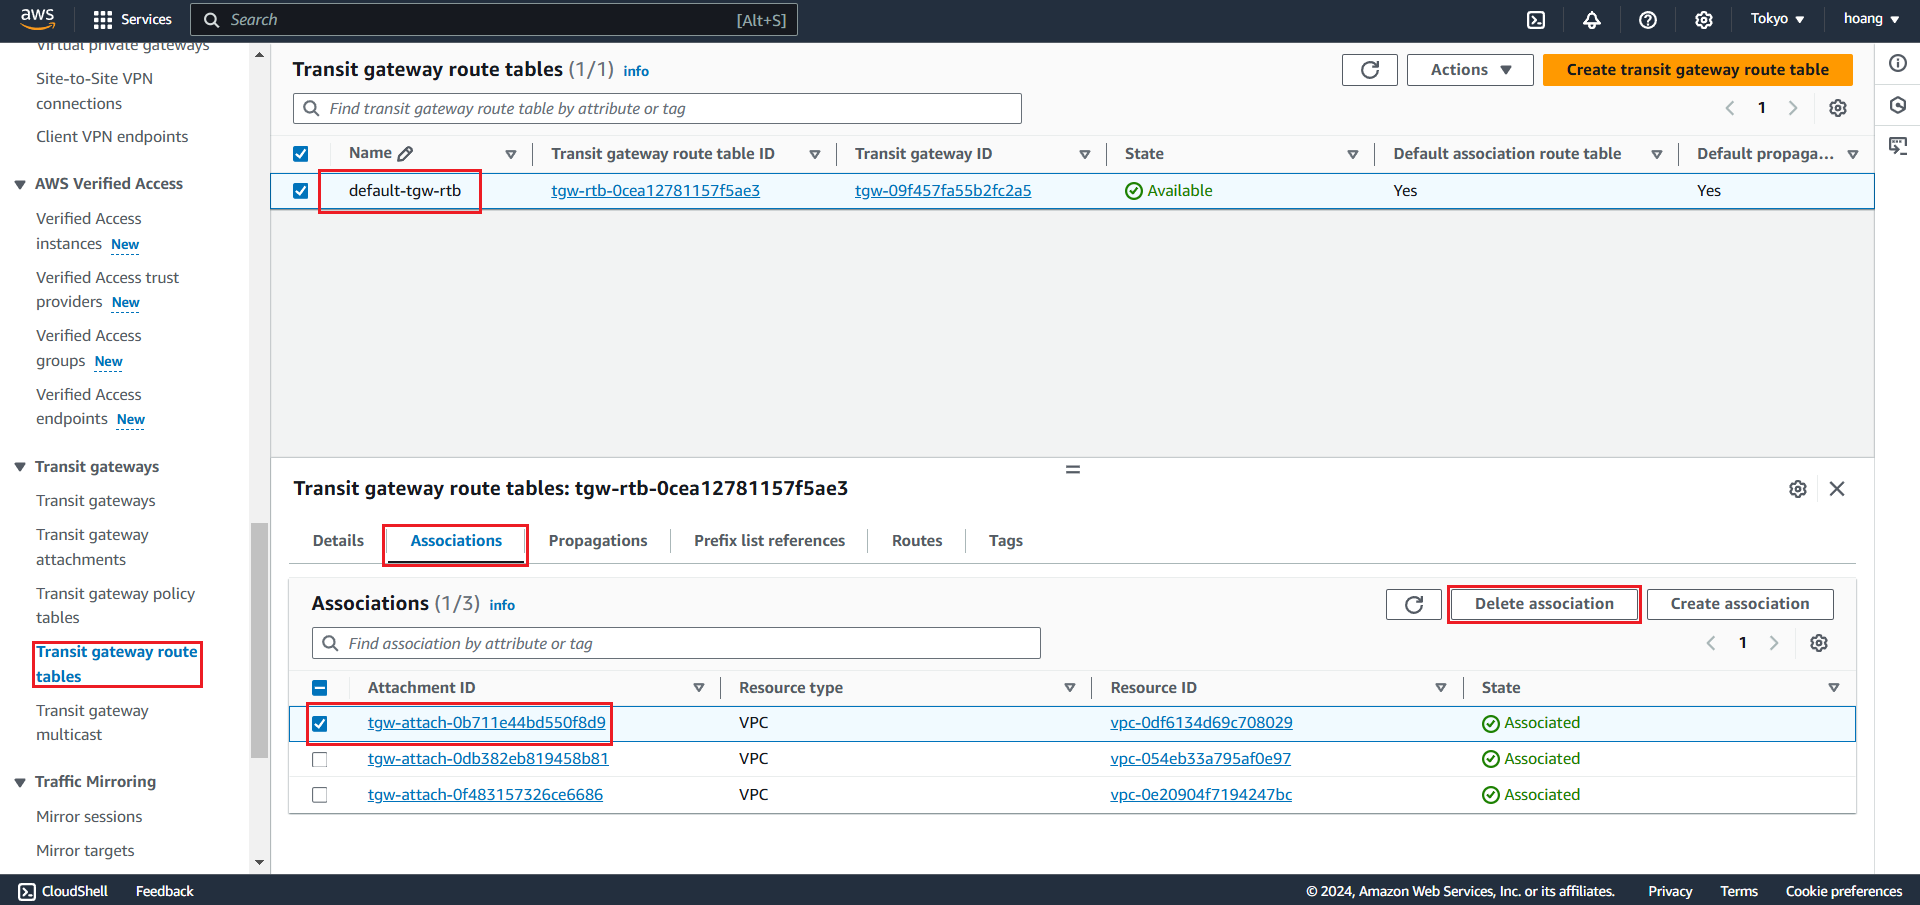 aws Services Search [Alt+S] Tokyo ▼ hoang ▼
Virtual private gateways
Site-to-Site VPN
connections
Client VPN endpoints
AWS Verified Access
Verified Access
instances New
Verified Access trust
providers New
Verified Access
groups New
Verified Access
endpoints New
Transit gateways
Transit gateways
Transit gateway
attachments
Transit gateway policy
tables
Transit gateway route
tables
Transit gateway
multicast
Traffic Mirroring
Mirror sessions
Mirror targets
Transit gateway route tables (1/1) info
Actions ▼ Create transit gateway route table
Find transit gateway route table by attribute or tag
1
Name Transit gateway route table ID Transit gateway ID State Default association route table Default propaga...
default-tgw-rtb tgw-rtb-0cea12781157f5ae3 tgw-09f457fa55b2fc2a5 Available Yes Yes
Transit gateway route tables: tgw-rtb-0cea12781157f5ae3
Details Associations Propagations Prefix list references Routes Tags
Associations (1/3) info
Delete association Create association
Find association by attribute or tag
1
Attachment ID Resource type Resource ID State
tgw-attach-0b711e44bd550f8d9 VPC vpc-0df6134d69c708029 Associated
tgw-attach-0db382eb819458b81 VPC vpc-054eb33a795af0e97 Associated
tgw-attach-0f483157326ce6686 VPC vpc-0e20904f7194247bc Associated
CloudShell Feedback © 2024, Amazon Web Services, Inc. or its affiliates. Privacy Terms Cookie preferences